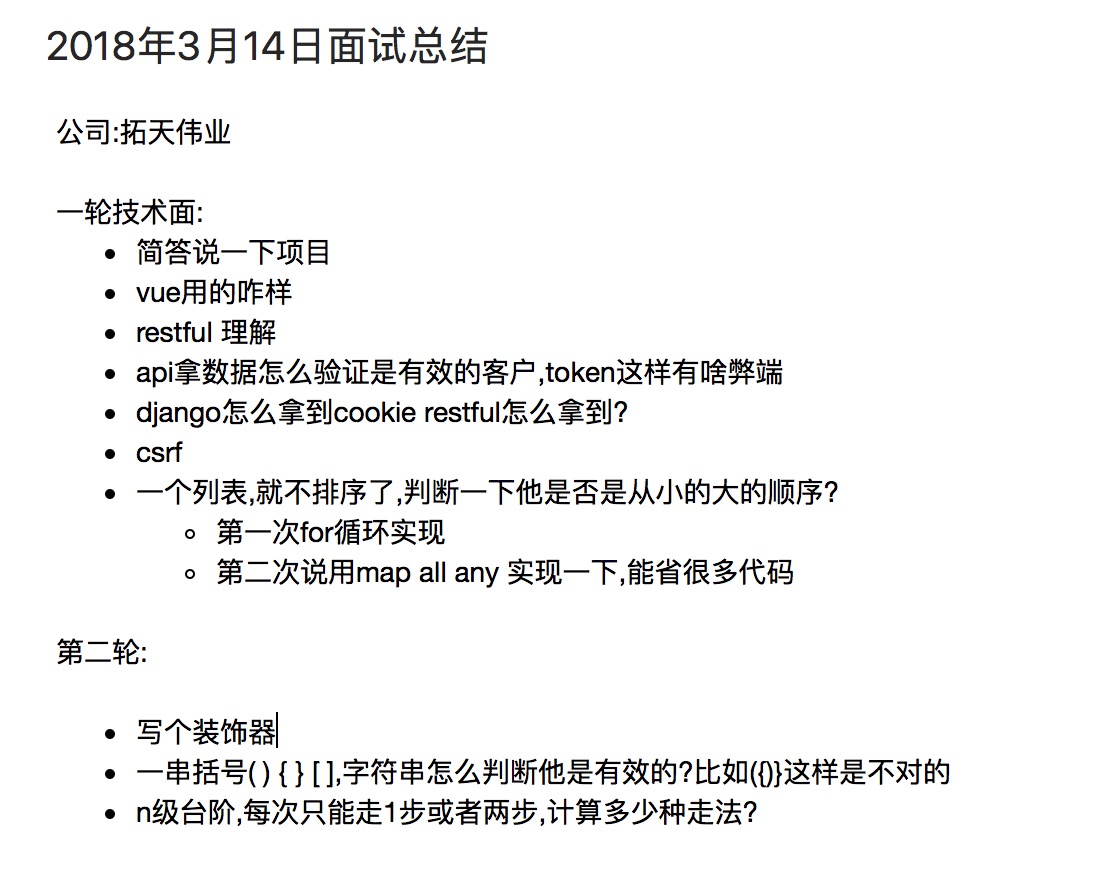 2018年3月14日面试总结
公司:拓天伟业
一轮技术面:
简答说一下项目
vue用的咋样
restful 理解
api拿数据怎么验证是有效的客户,token这样有啥弊端
django怎么拿到cookie restful怎么拿到?
csrf
一个列表,就不排序了,判断一下他是否是从小的大的顺序?
第一次for循环实现
第二次说用map all any 实现一下,能省很多代码
第二轮:
写个装饰器
一串括号( ) { } [ ],字符串怎么判断他是有效的?比如({)}这样是不对的
n级台阶,每次只能走1步或者两步,计算多少种走法?